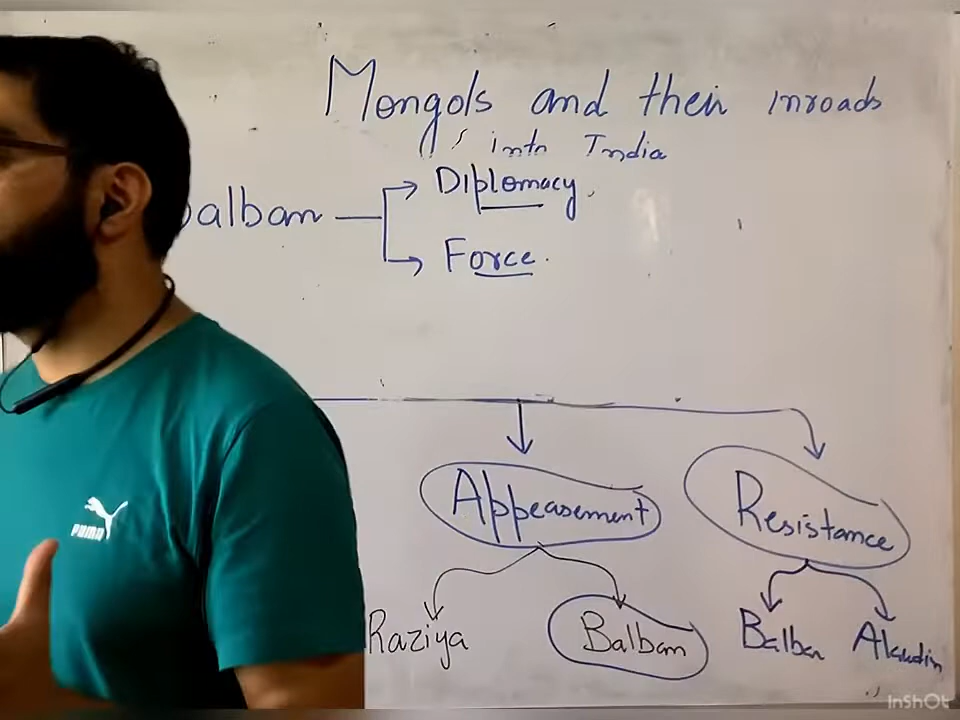 Mongols and their inroads
into India
Balban
Diplomacy
Force
Appeasement
Resistance
Raziya
Balban
Balban
Alaudin
PUMA
InShOt